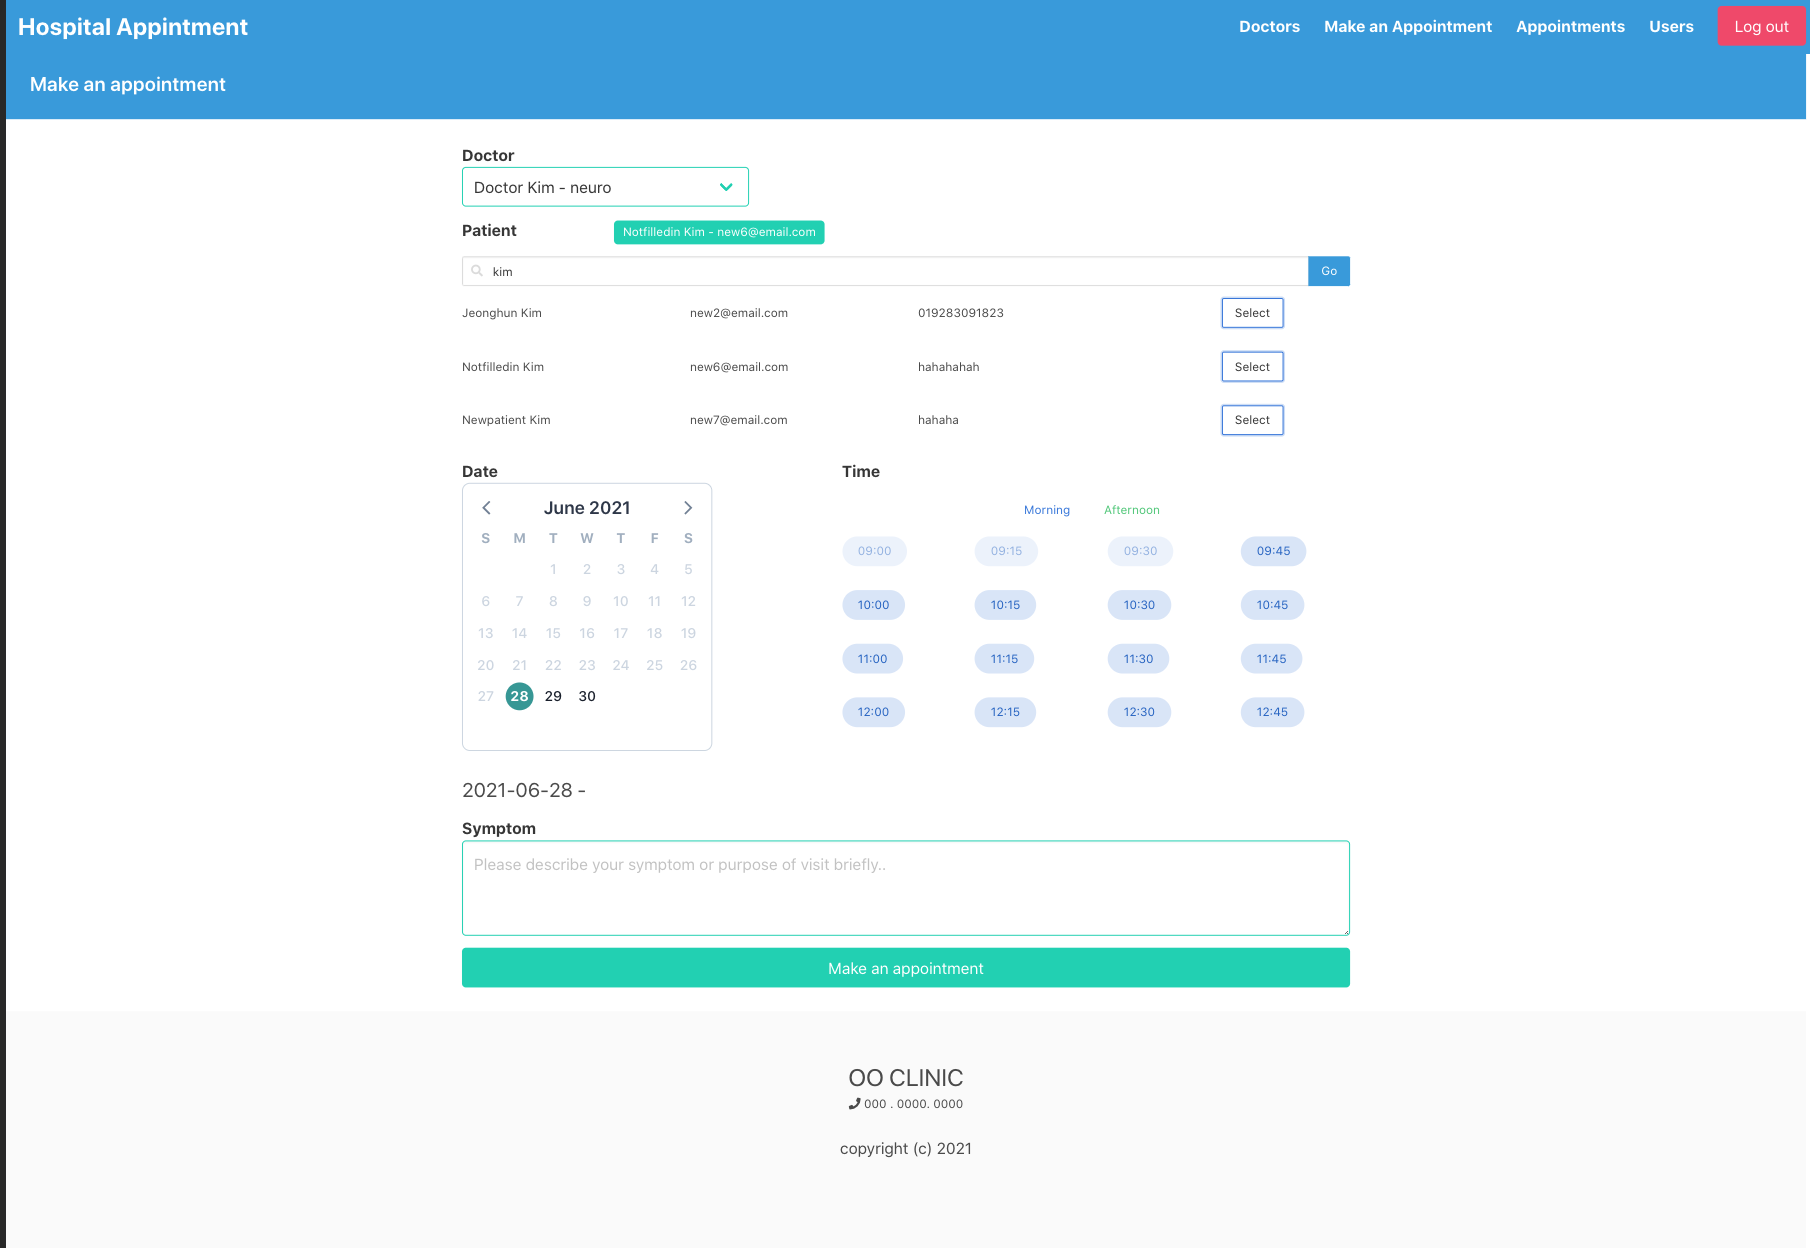 Hospital Appintment
Doctors Make an Appointment Appointments Users Log out
Make an appointment
Doctor
Doctor Kim - neuro
Patient Notfilledin Kim - new6@email.com
kim Go
Jeonghun Kim new2@email.com 019283091823 Select
Notfilledin Kim new6@email.com hahahahah Select
Newpatient Kim new7@email.com hahaha Select
Date
June 2021
S M T W T F S
1 2 3 4 5
6 7 8 9 10 11 12
13 14 15 16 17 18 19
20 21 22 23 24 25 26
27 28 29 30
Time
Morning Afternoon
09:00 09:15 09:30 09:45
10:00 10:15 10:30 10:45
11:00 11:15 11:30 11:45
12:00 12:15 12:30 12:45
2021-06-28 -
Symptom
Please describe your symptom or purpose of visit briefly..
Make an appointment
OO CLINIC
000 . 0000. 0000
copyright (c) 2021